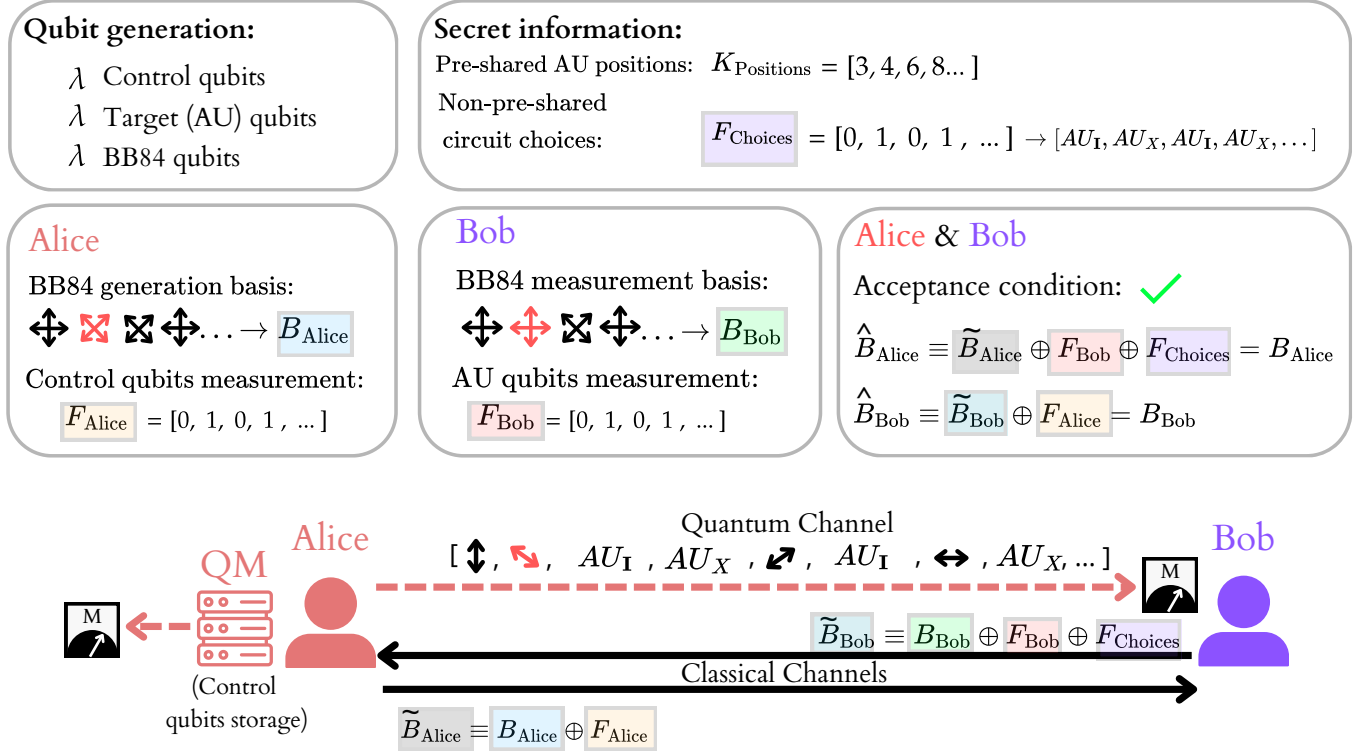 Qubit generation:
λ Control qubits
λ Target (AU) qubits
λ BB84 qubits
Secret information:
Pre-shared AU positions: K_Positions = [3, 4, 6, 8... ]
Non-pre-shared
circuit choices: F_Choices = [0, 1, 0, 1 , ... ] → [AU_I, AU_X, AU_I, AU_X, . . . ]
Alice
BB84 generation basis:
. . . → B_Alice
Control qubits measurement:
F_Alice = [0, 1, 0, 1 , ... ]
Bob
BB84 measurement basis:
. . . → B_Bob
AU qubits measurement:
F_Bob = [0, 1, 0, 1 , ... ]
Alice & Bob
Acceptance condition:
B̂_Alice ≡ B̃_Alice ⊕ F_Bob ⊕ F_Choices = B_Alice
B̂_Bob ≡ B̃_Bob ⊕ F_Alice = B_Bob
Quantum Channel
Alice
Bob
QM
[ ↕ , ⤡ , AU_I , AU_X , ⤢ , AU_I , ↔ , AU_X, ... ]
M
M
B̃_Bob ≡ B_Bob ⊕ F_Bob ⊕ F_Choices
Classical Channels
(Control
qubits storage)
B̃_Alice ≡ B_Alice ⊕ F_Alice